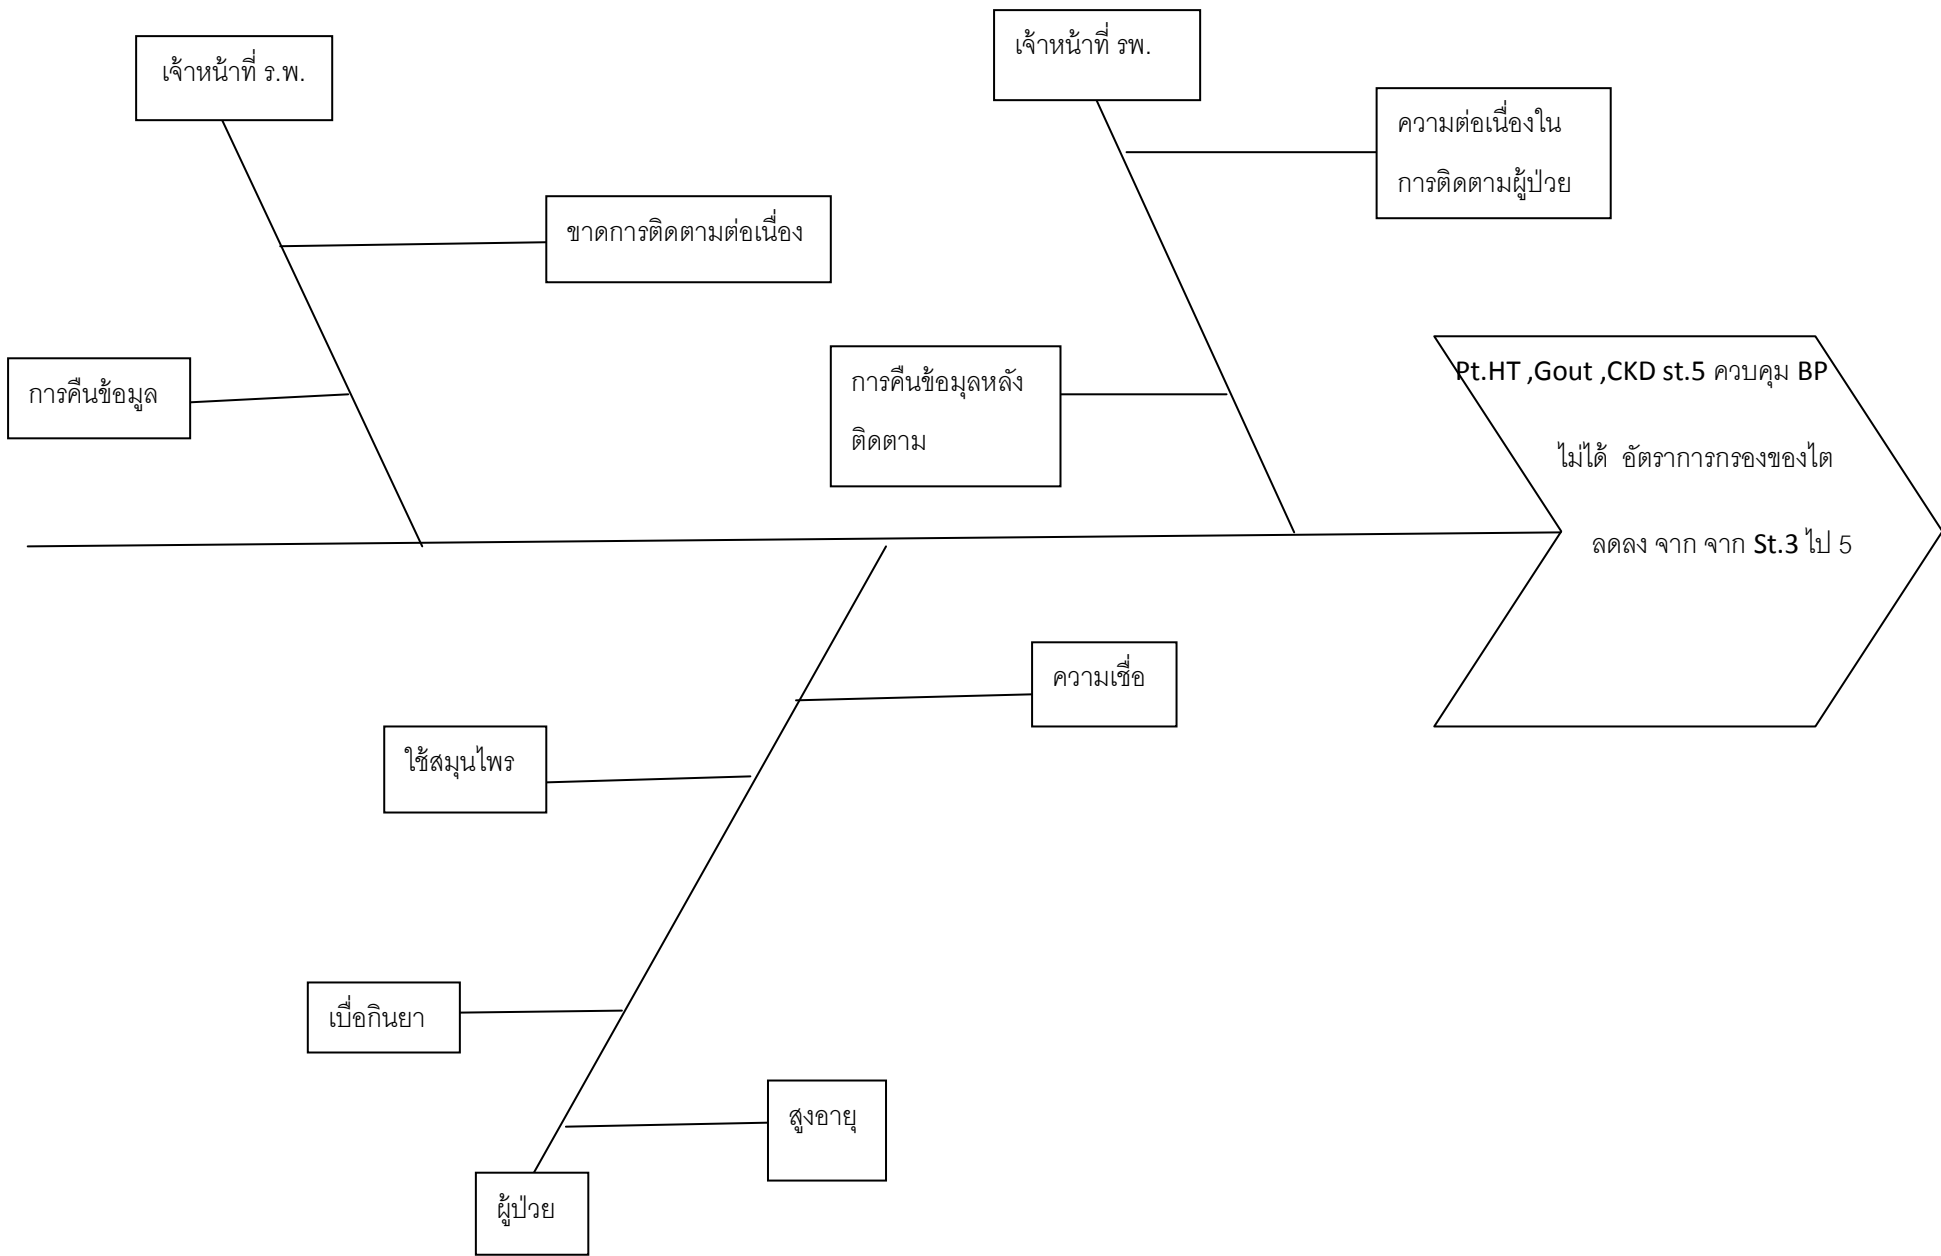 เจ้าหน้าที่ ร.พ.
เจ้าหน้าที่ รพ.
ความต่อเนื่องใน
การติดตามผู้ป่วย
ขาดการติดตามต่อเนื่อง
การคืนข้อมูล
การคืนข้อมุลหลัง
ติดตาม
Pt.HT ,Gout ,CKD st.5 ควบคุม BP
ไม่ได้ อัตราการกรองของไต
ลดลง จาก จาก St.3 ไป 5
ความเชื่อ
ใช้สมุนไพร
เบื่อกินยา
สูงอายุ
ผู้ป่วย